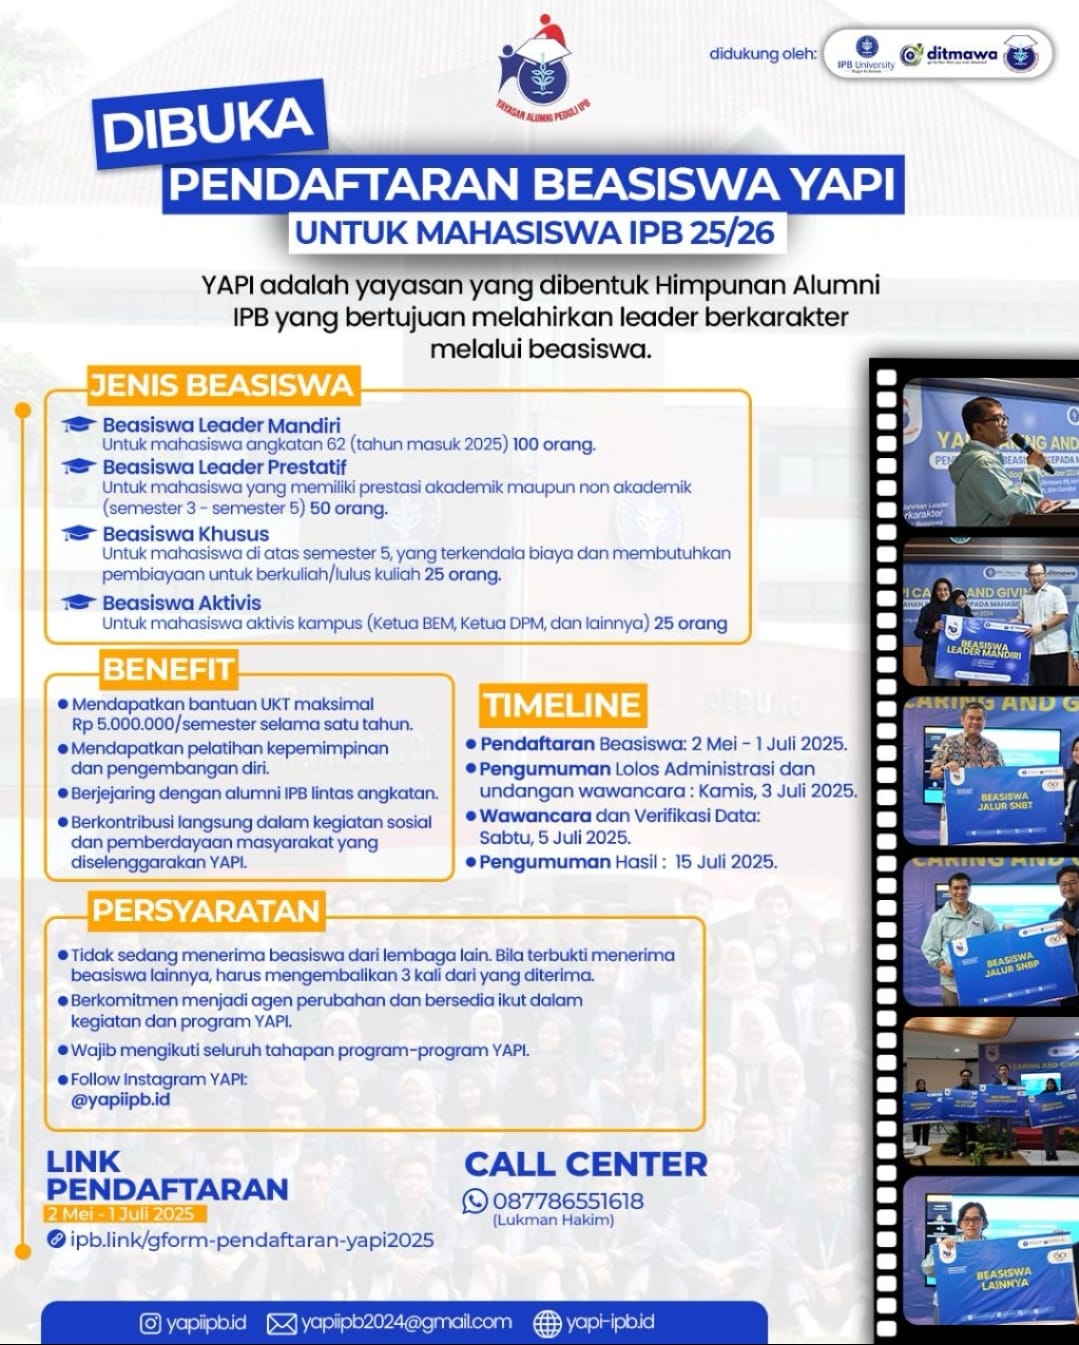 YAYASAN ALUMNI PEDULI IPB
didukung oleh:
IPB University
ditmawa
DIBUKA
PENDAFTARAN BEASISWA YAPI
UNTUK MAHASISWA IPB 25/26
YAPI adalah yayasan yang dibentuk Himpunan Alumni
IPB yang bertujuan melahirkan leader berkarakter
melalui beasiswa.
JENIS BEASISWA
Beasiswa Leader Mandiri
Untuk mahasiswa angkatan 62 (tahun masuk 2025) 100 orang.
Beasiswa Leader Prestatif
Untuk mahasiswa yang memiliki prestasi akademik maupun non akademik
(semester 3 - semester 5) 50 orang.
Beasiswa Khusus
Untuk mahasiswa di atas semester 5, yang terkendala biaya dan membutuhkan
pembiayaan untuk berkuliah/lulus kuliah 25 orang.
Beasiswa Aktivis
Untuk mahasiswa aktivis kampus (Ketua BEM, Ketua DPM, dan lainnya) 25 orang
BENEFIT
Mendapatkan bantuan UKT maksimal
Rp 5.000.000/semester selama satu tahun.
Mendapatkan pelatihan kepemimpinan
dan pengembangan diri.
Berjejaring dengan alumni IPB lintas angkatan.
Berkontribusi langsung dalam kegiatan sosial
dan pemberdayaan masyarakat yang
diselenggarakan YAPI.
TIMELINE
Pendaftaran Beasiswa: 2 Mei - 1 Juli 2025.
Pengumuman Lolos Administrasi dan
undangan wawancara : Kamis, 3 Juli 2025.
Wawancara dan Verifikasi Data:
Sabtu, 5 Juli 2025.
Pengumuman Hasil : 15 Juli 2025.
PERSYARATAN
Tidak sedang menerima beasiswa dari lembaga lain. Bila terbukti menerima
beasiswa lainnya, harus mengembalikan 3 kali dari yang diterima.
Berkomitmen menjadi agen perubahan dan bersedia ikut dalam
kegiatan dan program YAPI.
Wajib mengikuti seluruh tahapan program-program YAPI.
Follow Instagram YAPI:
@yapiipb.id
LINK
PENDAFTARAN
2 Mei - 1 Juli 2025
ipb.link/gform-pendaftaran-yapi2025
CALL CENTER
087786551618
(Lukman Hakim)
yapiipb.id
yapiipb2024@gmail.com
yapi-ipb.id
BEASISWA
LEADER MANDIRI
CARING AND
BEASISWA
JALUR SNBT
CARING AND
BEASISWA
JALUR SNBP
CARING AND
BEASISWA
LAINNYA